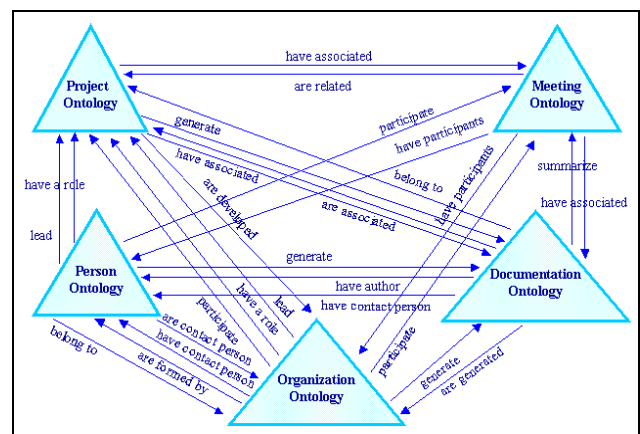 have associated
Project
Ontology
Meeting
Ontology
are related
generate
participate
have participants
have associated
belong to
have participants
summarize
have a role
are developed
are associated
have associated
lead
generate
Person
Ontology
have author
Documentation
Ontology
have contact person
lead
have a role
participate
are contact person
have contact person
belong to
are formed by
Organization
Ontology
participate
generate
are generated